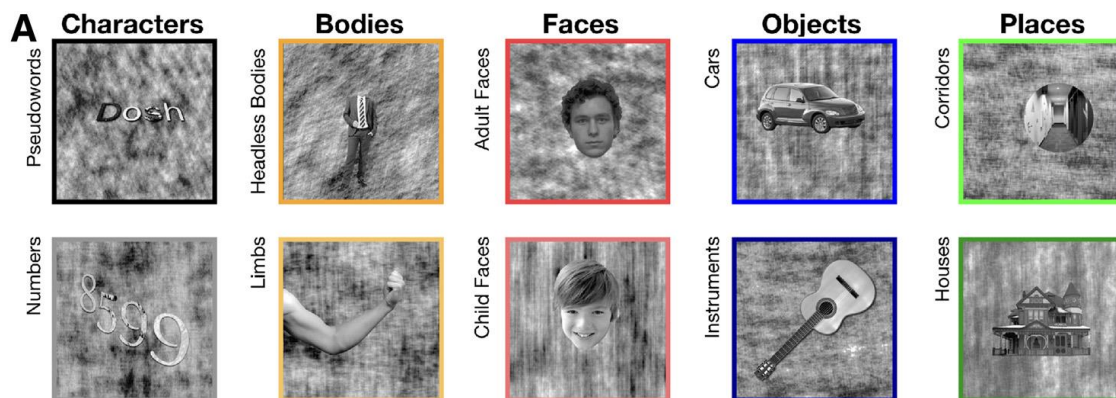 A
Characters
Bodies
Faces
Objects
Places
Pseudowords
Dosh
Headless Bodies
Adult Faces
Cars
Corridors
Numbers
8599
Limbs
Child Faces
Instruments
Houses